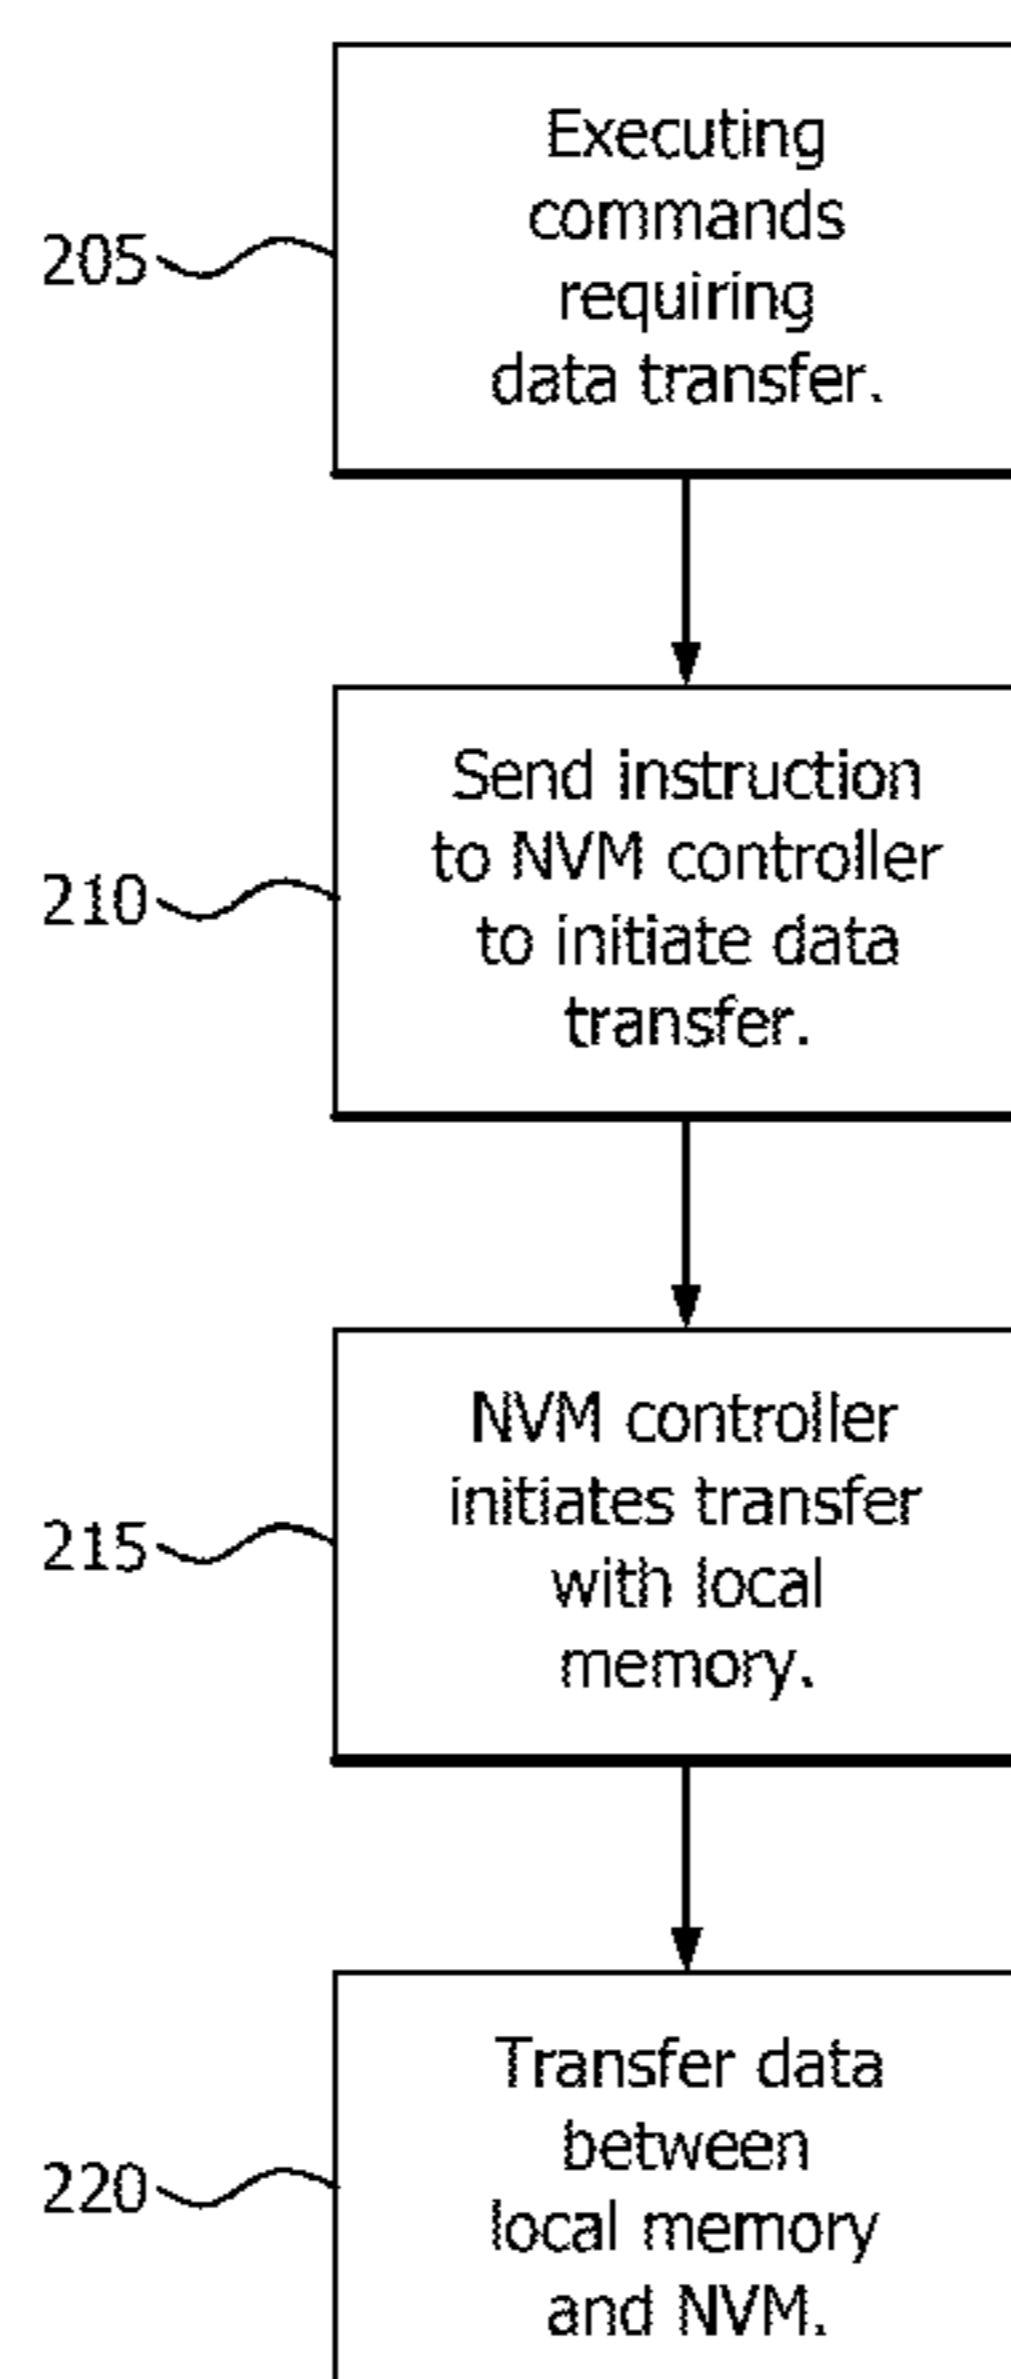 Executing
commands
requiring
data transfer.
205
Send instruction
to NVM controller
to initiate data
transfer.
210
NVM controller
initiates transfer
with local
memory.
215
Transfer data
between
local memory
and NVM.
220